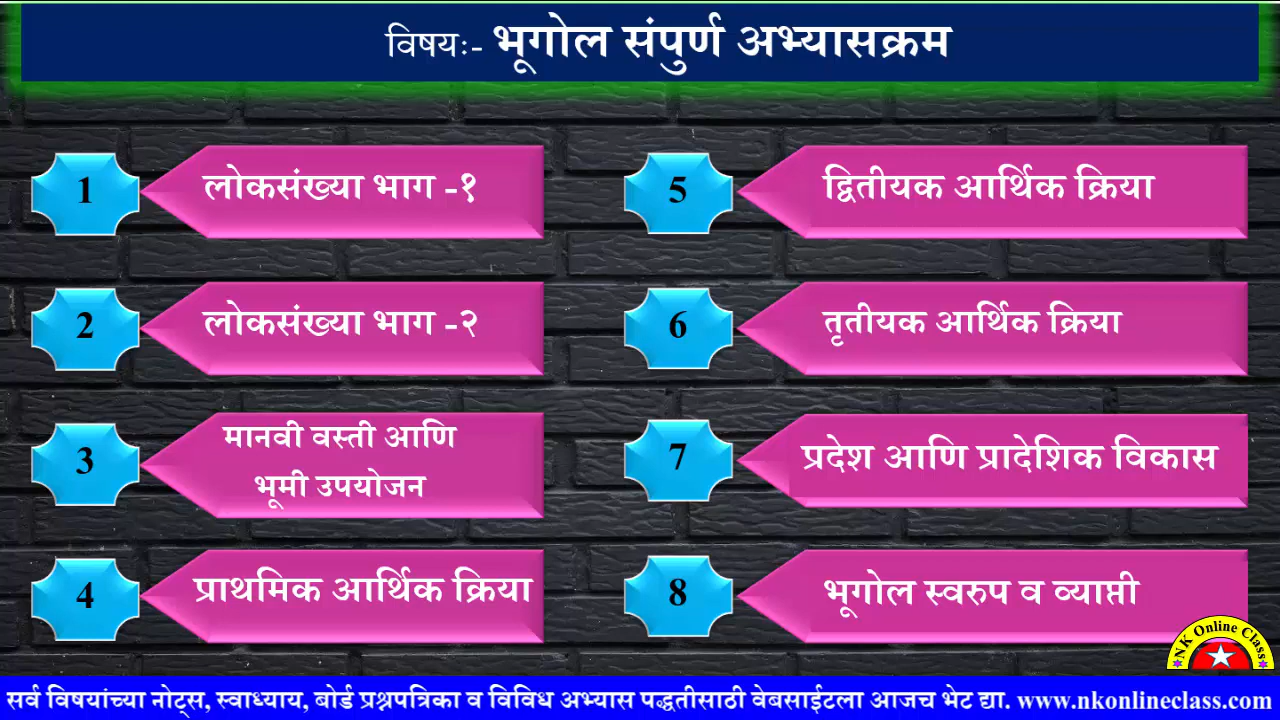 विषयः- भूगोल संपुर्ण अभ्यासक्रम
1 लोकसंख्या भाग -१
2 लोकसंख्या भाग -२
3 मानवी वस्ती आणि
भूमी उपयोजन
4 प्राथमिक आर्थिक क्रिया
5 द्वितीयक आर्थिक क्रिया
6 तृतीयक आर्थिक क्रिया
7 प्रदेश आणि प्रादेशिक विकास
8 भूगोल स्वरुप व व्याप्ती
NK Online Class
सर्व विषयांच्या नोट्स, स्वाध्याय, बोर्ड प्रश्नपत्रिका व विविध अभ्यास पद्धतीसाठी वेबसाईटला आजच भेट द्या. www.nkonlineclass.com